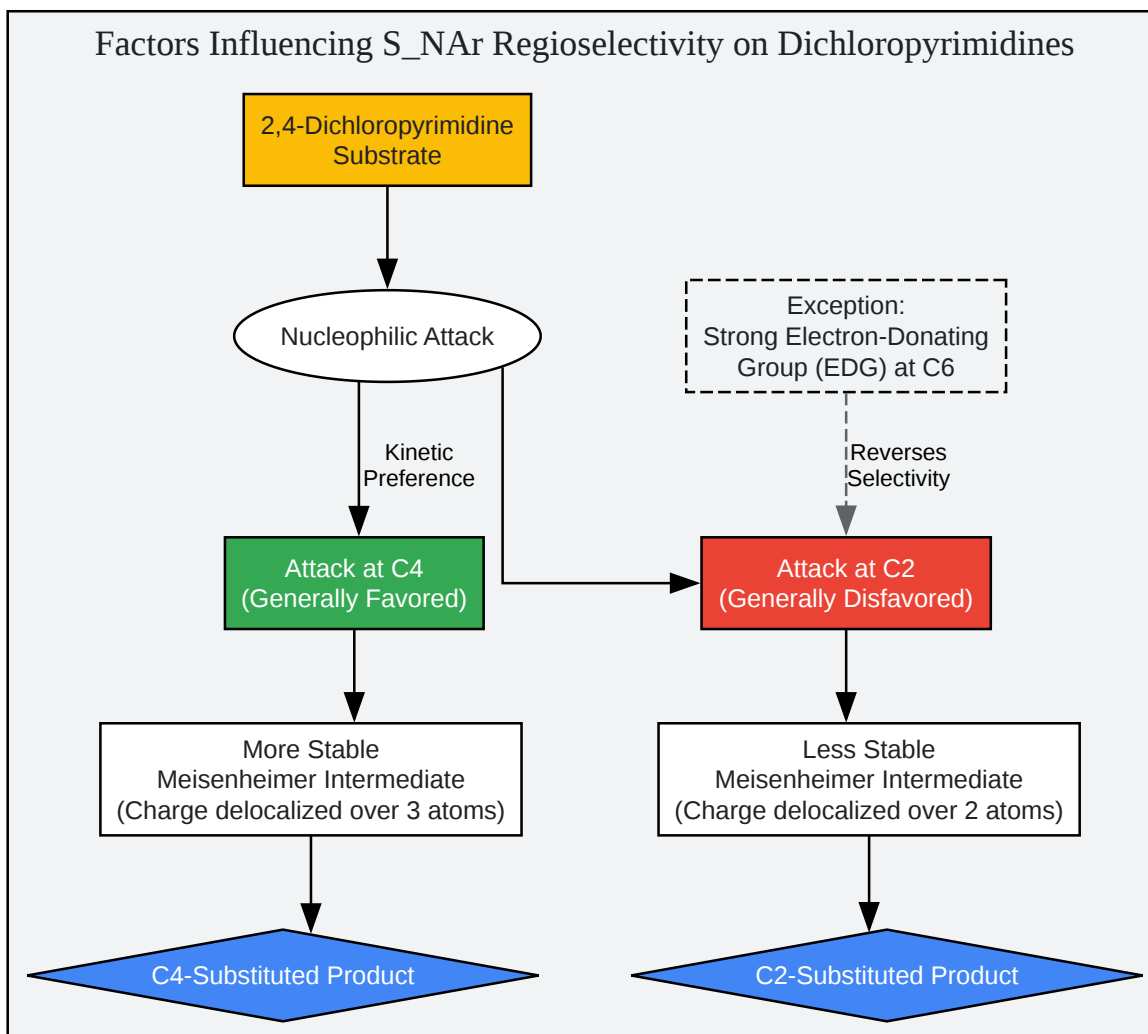 Factors Influencing S_NAr Regioselectivity on Dichloropyrimidines
2,4-Dichloropyrimidine
Substrate
Nucleophilic Attack
Exception:
Strong Electron-Donating
Group (EDG) at C6
Kinetic
Preference
Reverses
Selectivity
Attack at C4
(Generally Favored)
Attack at C2
(Generally Disfavored)
More Stable
Meisenheimer Intermediate
(Charge delocalized over 3 atoms)
Less Stable
Meisenheimer Intermediate
(Charge delocalized over 2 atoms)
C4-Substituted Product
C2-Substituted Product